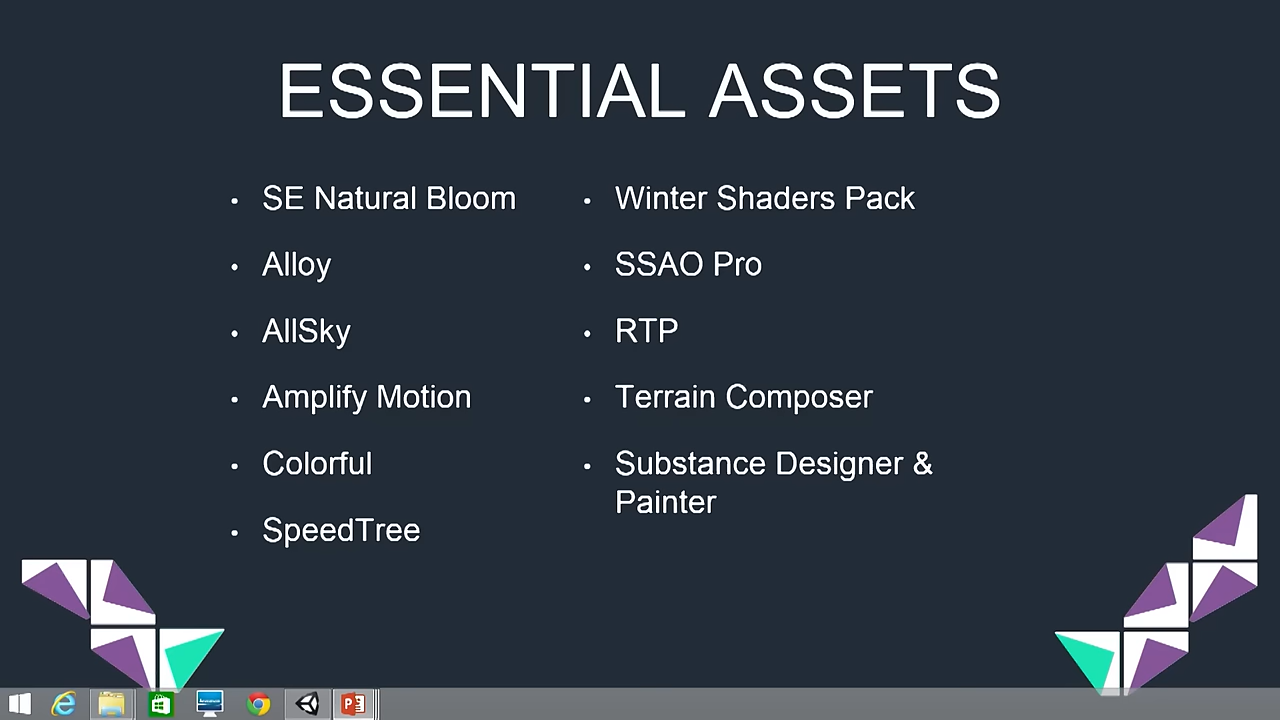 ESSENTIAL ASSETS
• SE Natural Bloom
• Alloy
• AllSky
• Amplify Motion
• Colorful
• SpeedTree
• Winter Shaders Pack
• SSAO Pro
• RTP
• Terrain Composer
• Substance Designer &
Painter